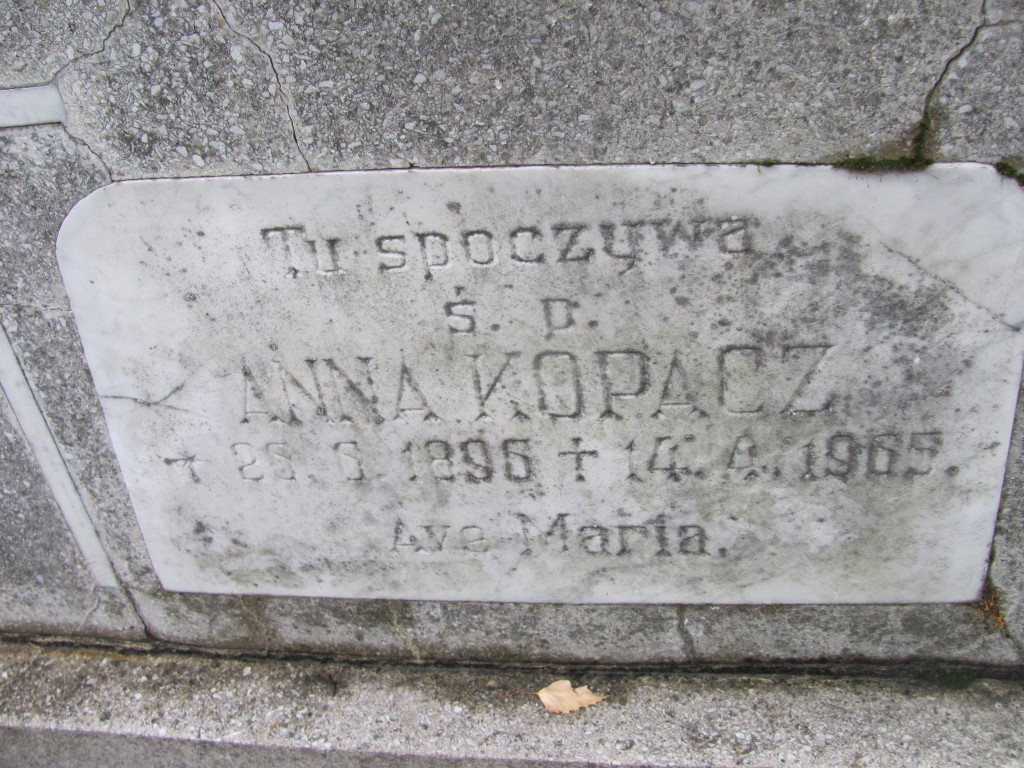 Tu spoczywa
ś. p.
ANNA KOPACZ
* 26. 6. 1896 † 14. 4. 1965.
Ave Maria.